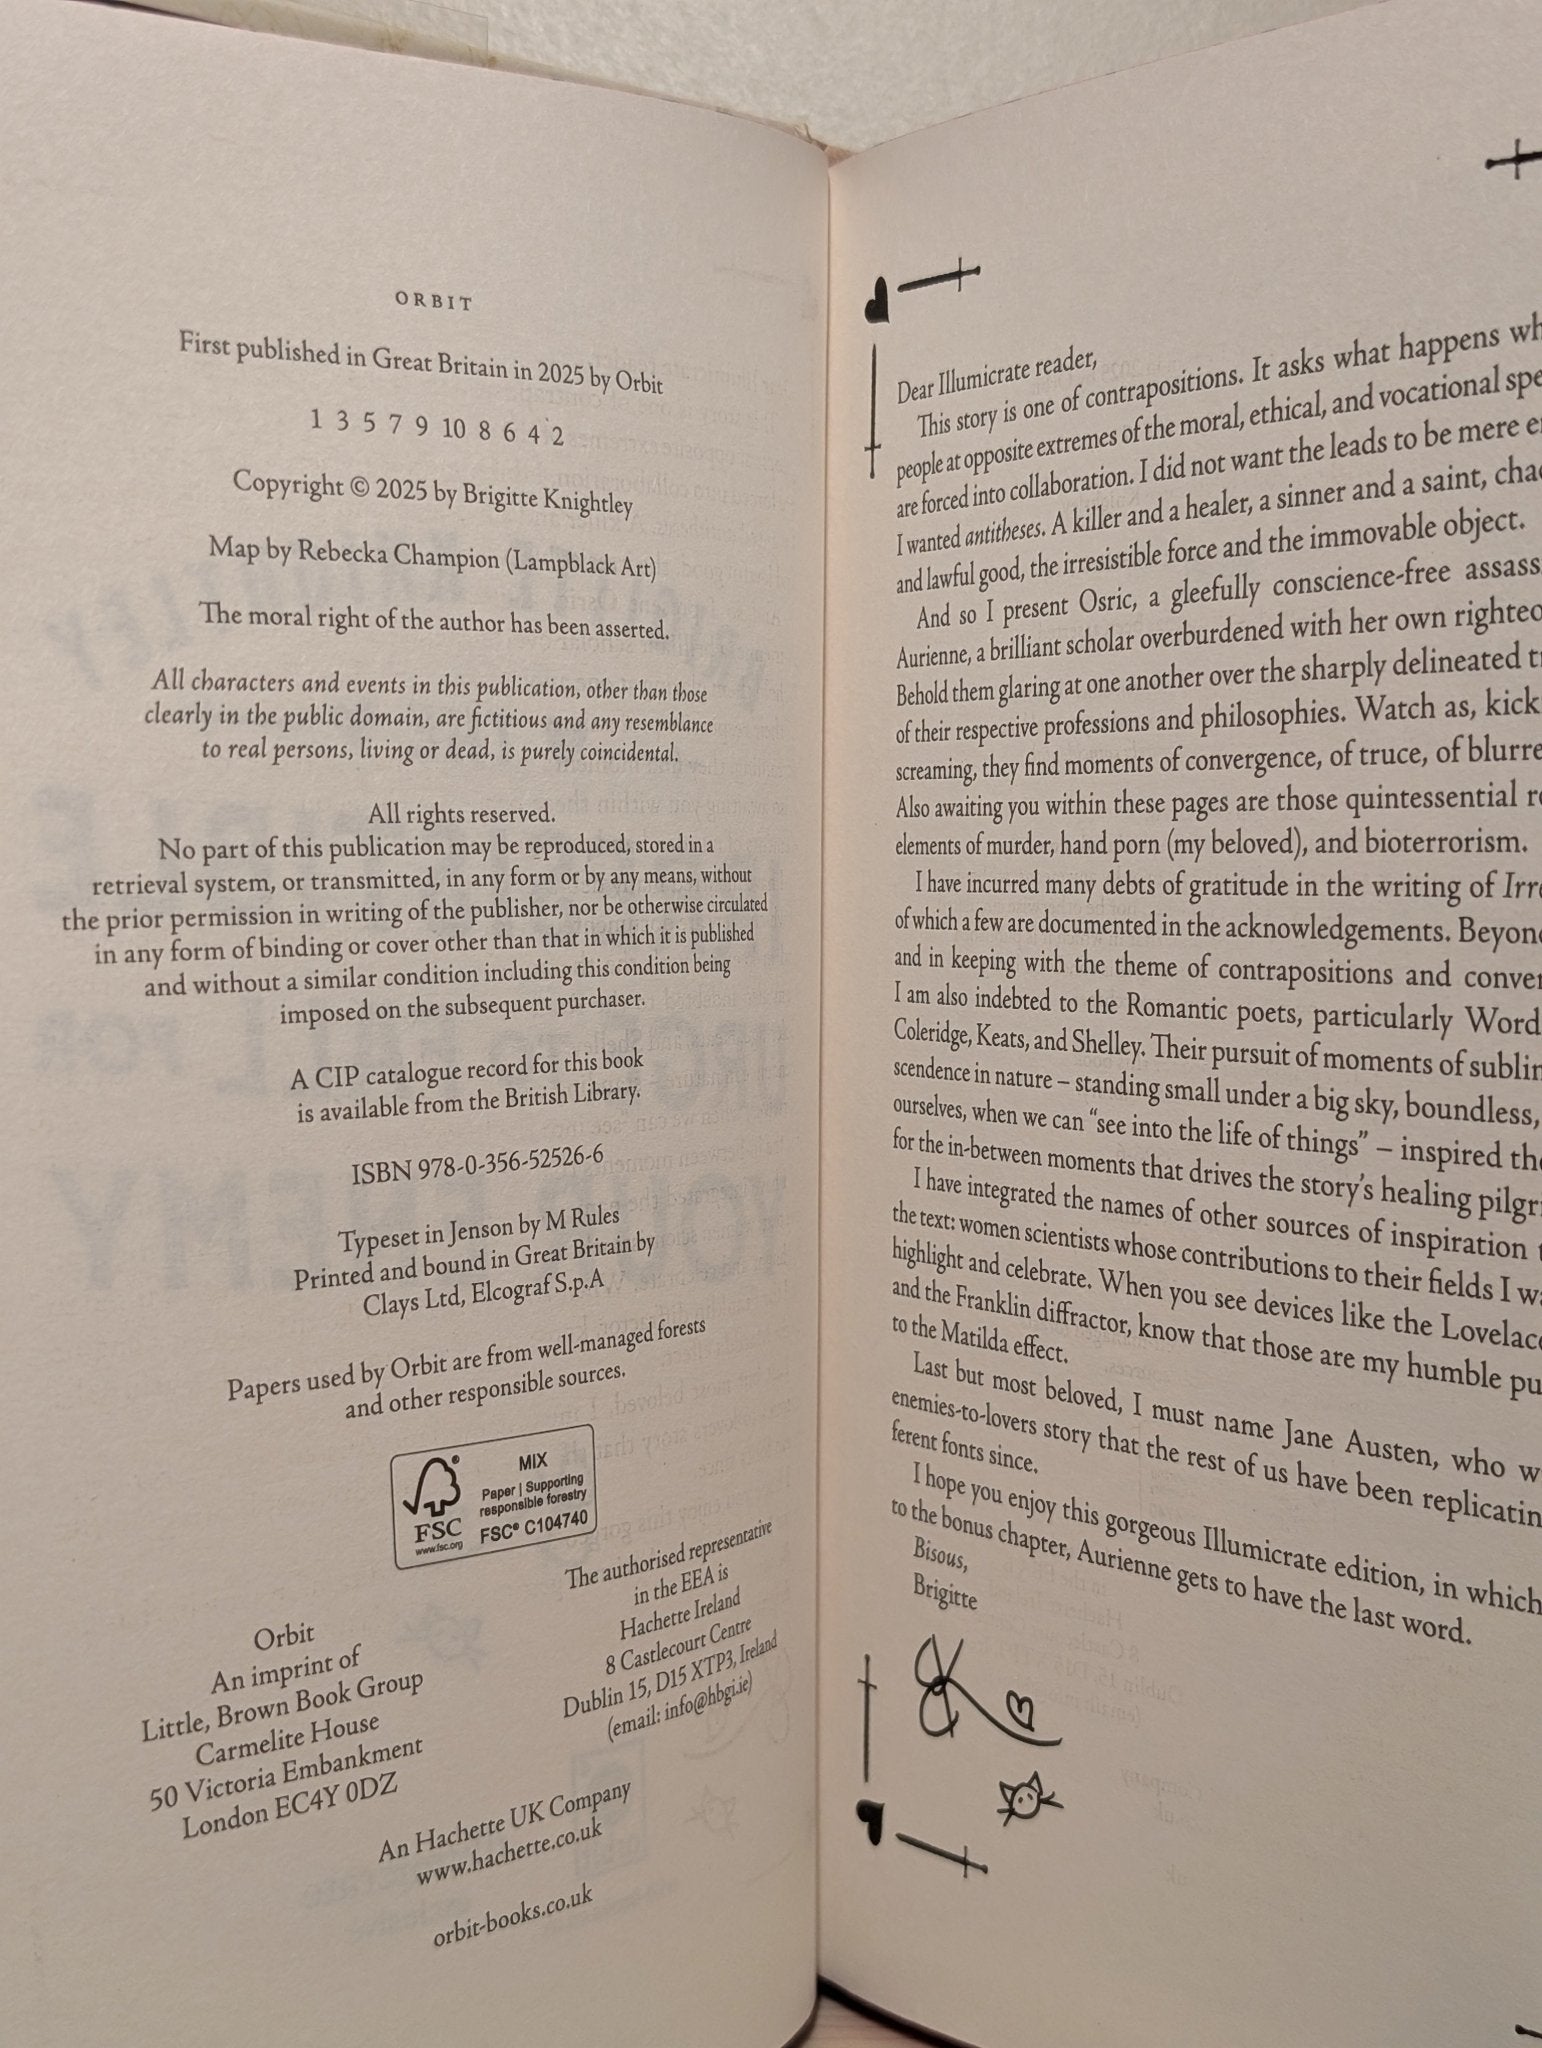 ORBIT
First published in Great Britain in 2025 by Orbit
1 3 5 7 9 10 8 6 4 2
Copyright © 2025 by Brigitte Knightley
Map by Rebecka Champion (Lampblack Art)
The moral right of the author has been asserted.
All characters and events in this publication, other than those
clearly in the public domain, are fictitious and any resemblance
to real persons, living or dead, is purely coincidental.
All rights reserved.
No part of this publication may be reproduced, stored in a
retrieval system, or transmitted, in any form or by any means, without
the prior permission in writing of the publisher, nor be otherwise circulated
in any form of binding or cover other than that in which it is published
and without a similar condition including this condition being
imposed on the subsequent purchaser.
A CIP catalogue record for this book
is available from the British Library.
ISBN 978-0-356-52526-6
Typeset in Jenson by M Rules
Printed and bound in Great Britain by
Clays Ltd, Elcograf S.p.A
Papers used by Orbit are from well-managed forests
and other responsible sources.
MIX
Paper | Supporting
responsible forestry
FSC® C104740
FSC
www.fsc.org
Orbit
An imprint of
Little, Brown Book Group
Carmelite House
50 Victoria Embankment
London EC4Y 0DZ
The authorised representative
in the EEA is
Hachette Ireland
8 Castlecourt Centre
Dublin 15, D15 XTP3, Ireland
(email: info@hbgi.ie)
An Hachette UK Company
www.hachette.co.uk
orbit-books.co.uk
Dear Illumicrate reader,
This story is one of contrapositions. It asks what happens
people at opposite extremes of the moral, ethical, and vocational
are forced into collaboration. I did not want the leads to be mere
I wanted antitheses. A killer and a healer, a sinner and a saint,
and lawful good, the irresistible force and the immovable object.
And so I present Osric, a gleefully conscience-free
Aurienne, a brilliant scholar overburdened with her own
Behold them glaring at one another over the sharply delineated
of their respective professions and philosophies. Watch as,
screaming, they find moments of convergence, of truce, of
Also awaiting you within these pages are those quintessential
elements of murder, hand porn (my beloved), and bioterrorism.
I have incurred many debts of gratitude in the writing of
of which a few are documented in the acknowledgements.
and in keeping with the theme of contrapositions and
I am also indebted to the Romantic poets, particularly
Coleridge, Keats, and Shelley. Their pursuit of moments of
scendence in nature – standing small under a big sky, boundless,
ourselves, when we can "see into the life of things" – inspired
for the in-between moments that drives the story's healing
I have integrated the names of other sources of inspiration
the text: women scientists whose contributions to their fields I
highlight and celebrate. When you see devices like the
and the Franklin diffractor, know that those are my humble
to the Matilda effect.
Last but most beloved, I must name Jane Austen, who
enemies-to-lovers story that the rest of us have been
ferent fonts since.
I hope you enjoy this gorgeous Illumicrate edition, in which
to the bonus chapter, Aurienne gets to have the last word.
Bisous,
Brigitte